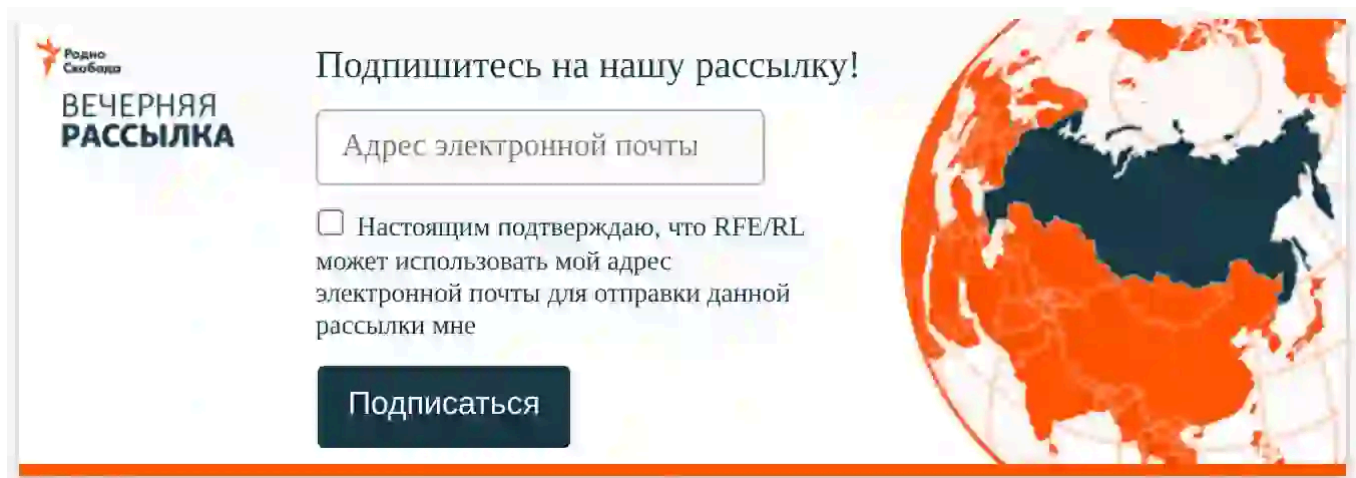 Радио
Свобода
ВЕЧЕРНЯЯ
РАССЫЛКА
Подпишитесь на нашу рассылку!
Адрес электронной почты
Настоящим подтверждаю, что RFE/RL
может использовать мой адрес
электронной почты для отправки данной
рассылки мне
Подписаться